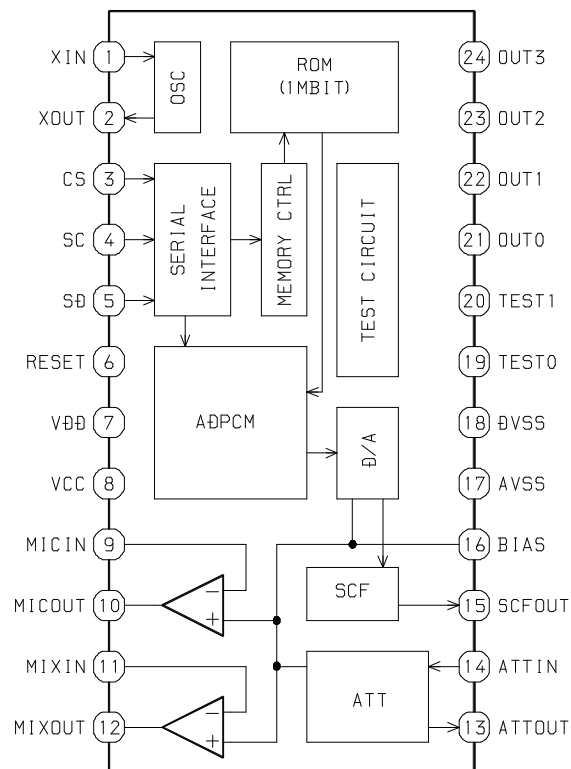 XIN 1
OSC
ROM
(1MBIT)
24 OUT3
XOUT 2
23 OUT2
CS 3
SERIAL
INTERFACE
MEMORY CTRL
TEST CIRCUIT
22 OUT1
SC 4
21 OUT0
SD 5
20 TEST1
RESET 6
19 TEST0
VDD 7
ADPCM
D/A
18 DVSS
VCC 8
17 AVSS
MICIN 9
16 BIAS
MICOUT 10
−
+
SCF
15 SCFOUT
MIXIN 11
14 ATTIN
MIXOUT 12
−
+
ATT
13 ATTOUT